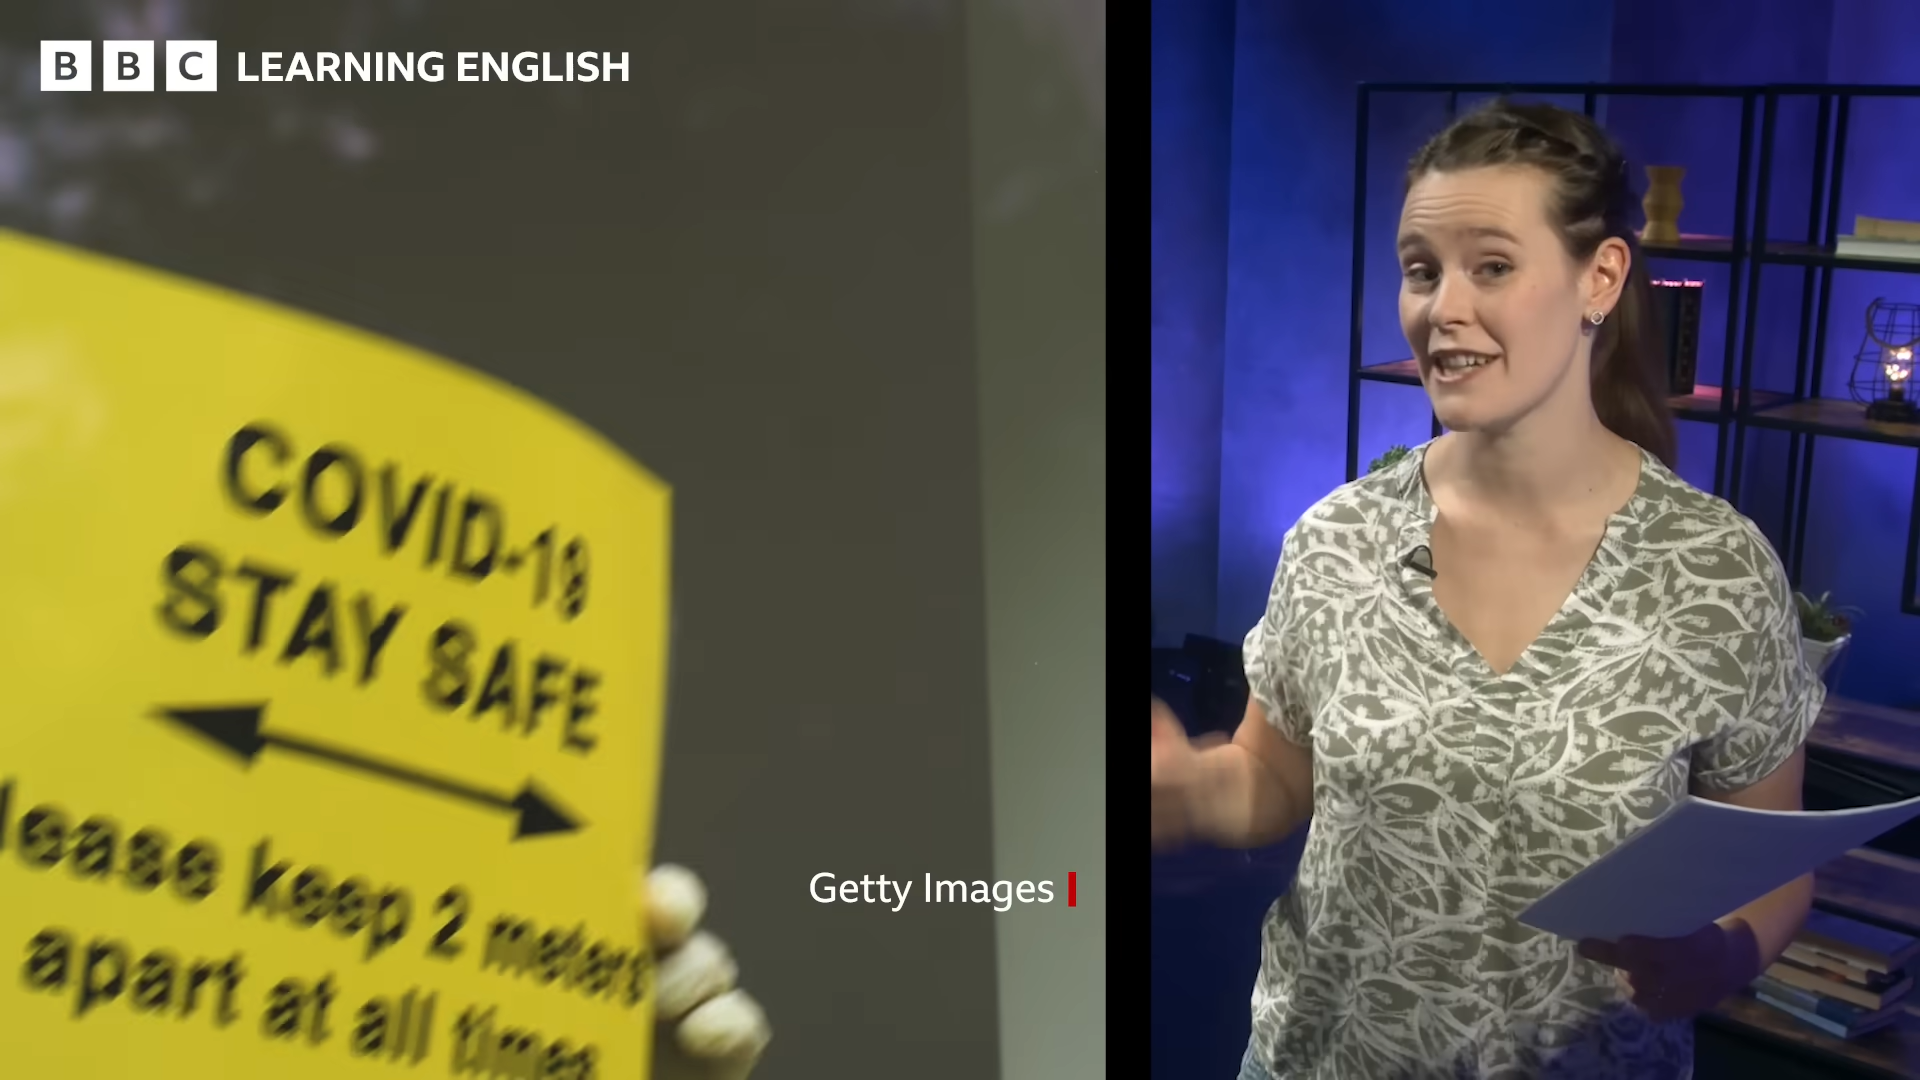 BBC LEARNING ENGLISH
COVID-19
STAY SAFE
lease keep 2 meters
apart at all times
Getty Images